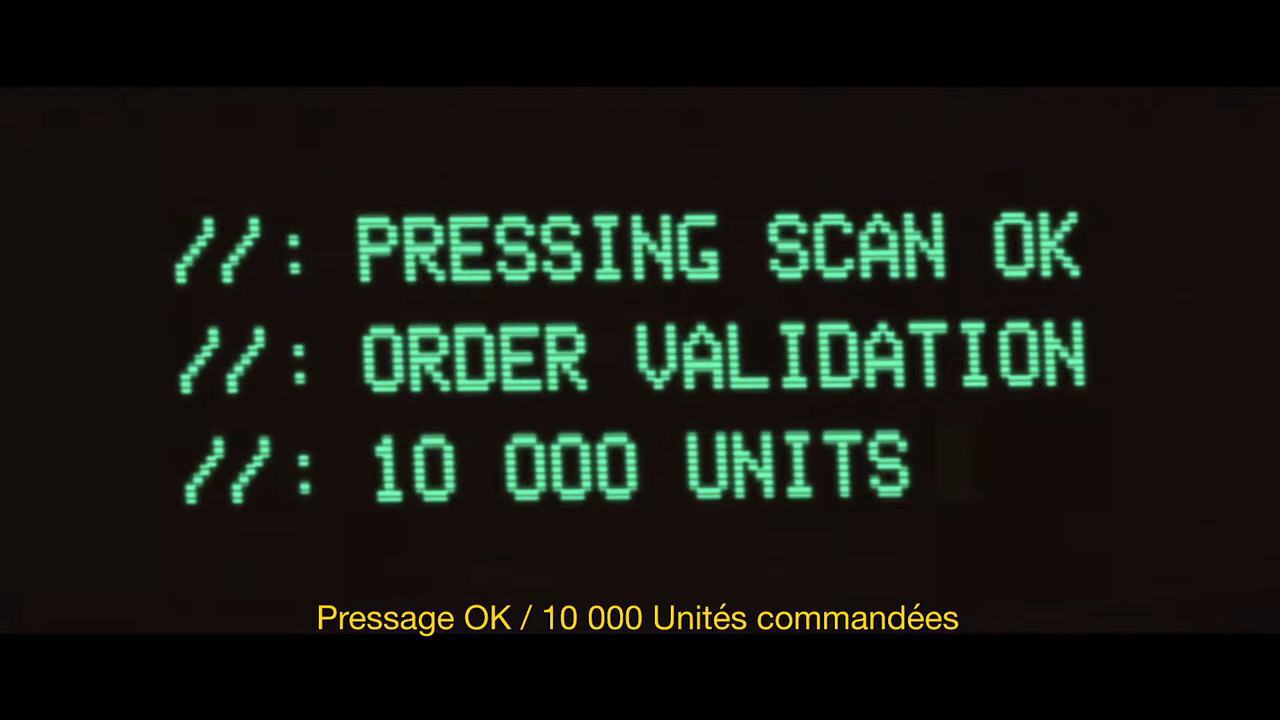 //: PRESSING SCAN OK
//: ORDER VALIDATION
//: 10 000 UNITS
Pressage OK / 10 000 Unités commandées